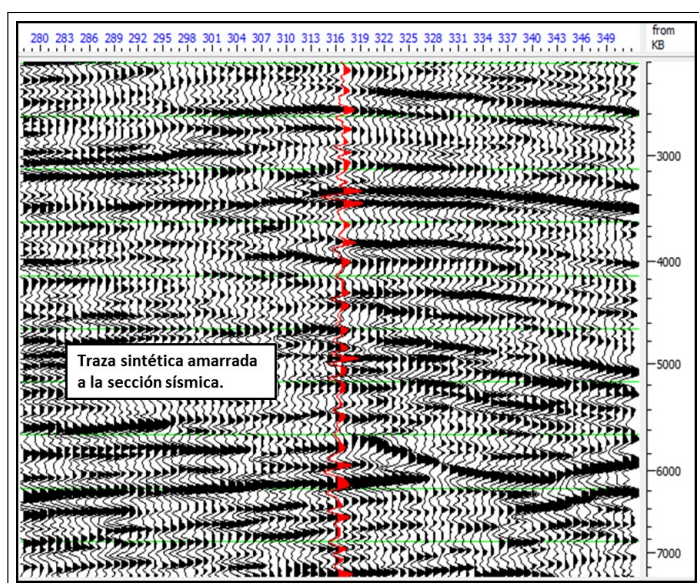 280 283 286 289 292 295 298 301 304 307 310 313 316 319 322 325 328 331 334 337 340 343 346 349
from
KB
3000
4000
Traza sintética amarrada
a la sección sísmica.
5000
6000
7000